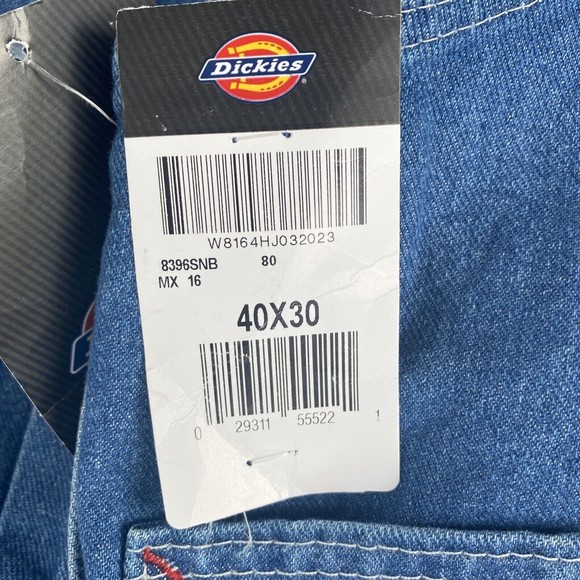 Dickies
W8164HJ032023
8396SNB 80
MX 16
40X30
0 29311 55522 1